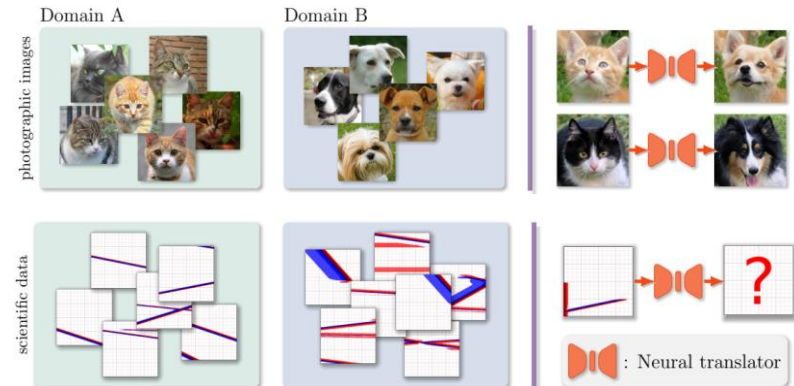 Domain A
Domain B
photographic images
scientific data
?
: Neural translator